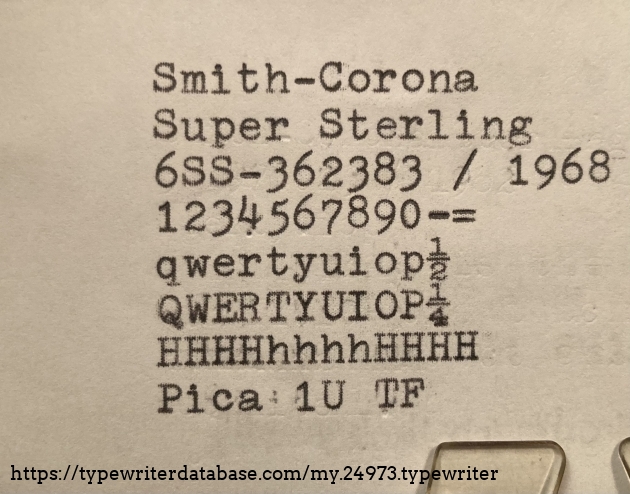 Smith-Corona
Super Sterling
6SS-362383 / 1968
1234567890-=
qwertyuiop½
QWERTYUIOP¼
HHHHhhhhHHHH
Pica: 1U TF
https://typewriterdatabase.com/my.24973.typewriter